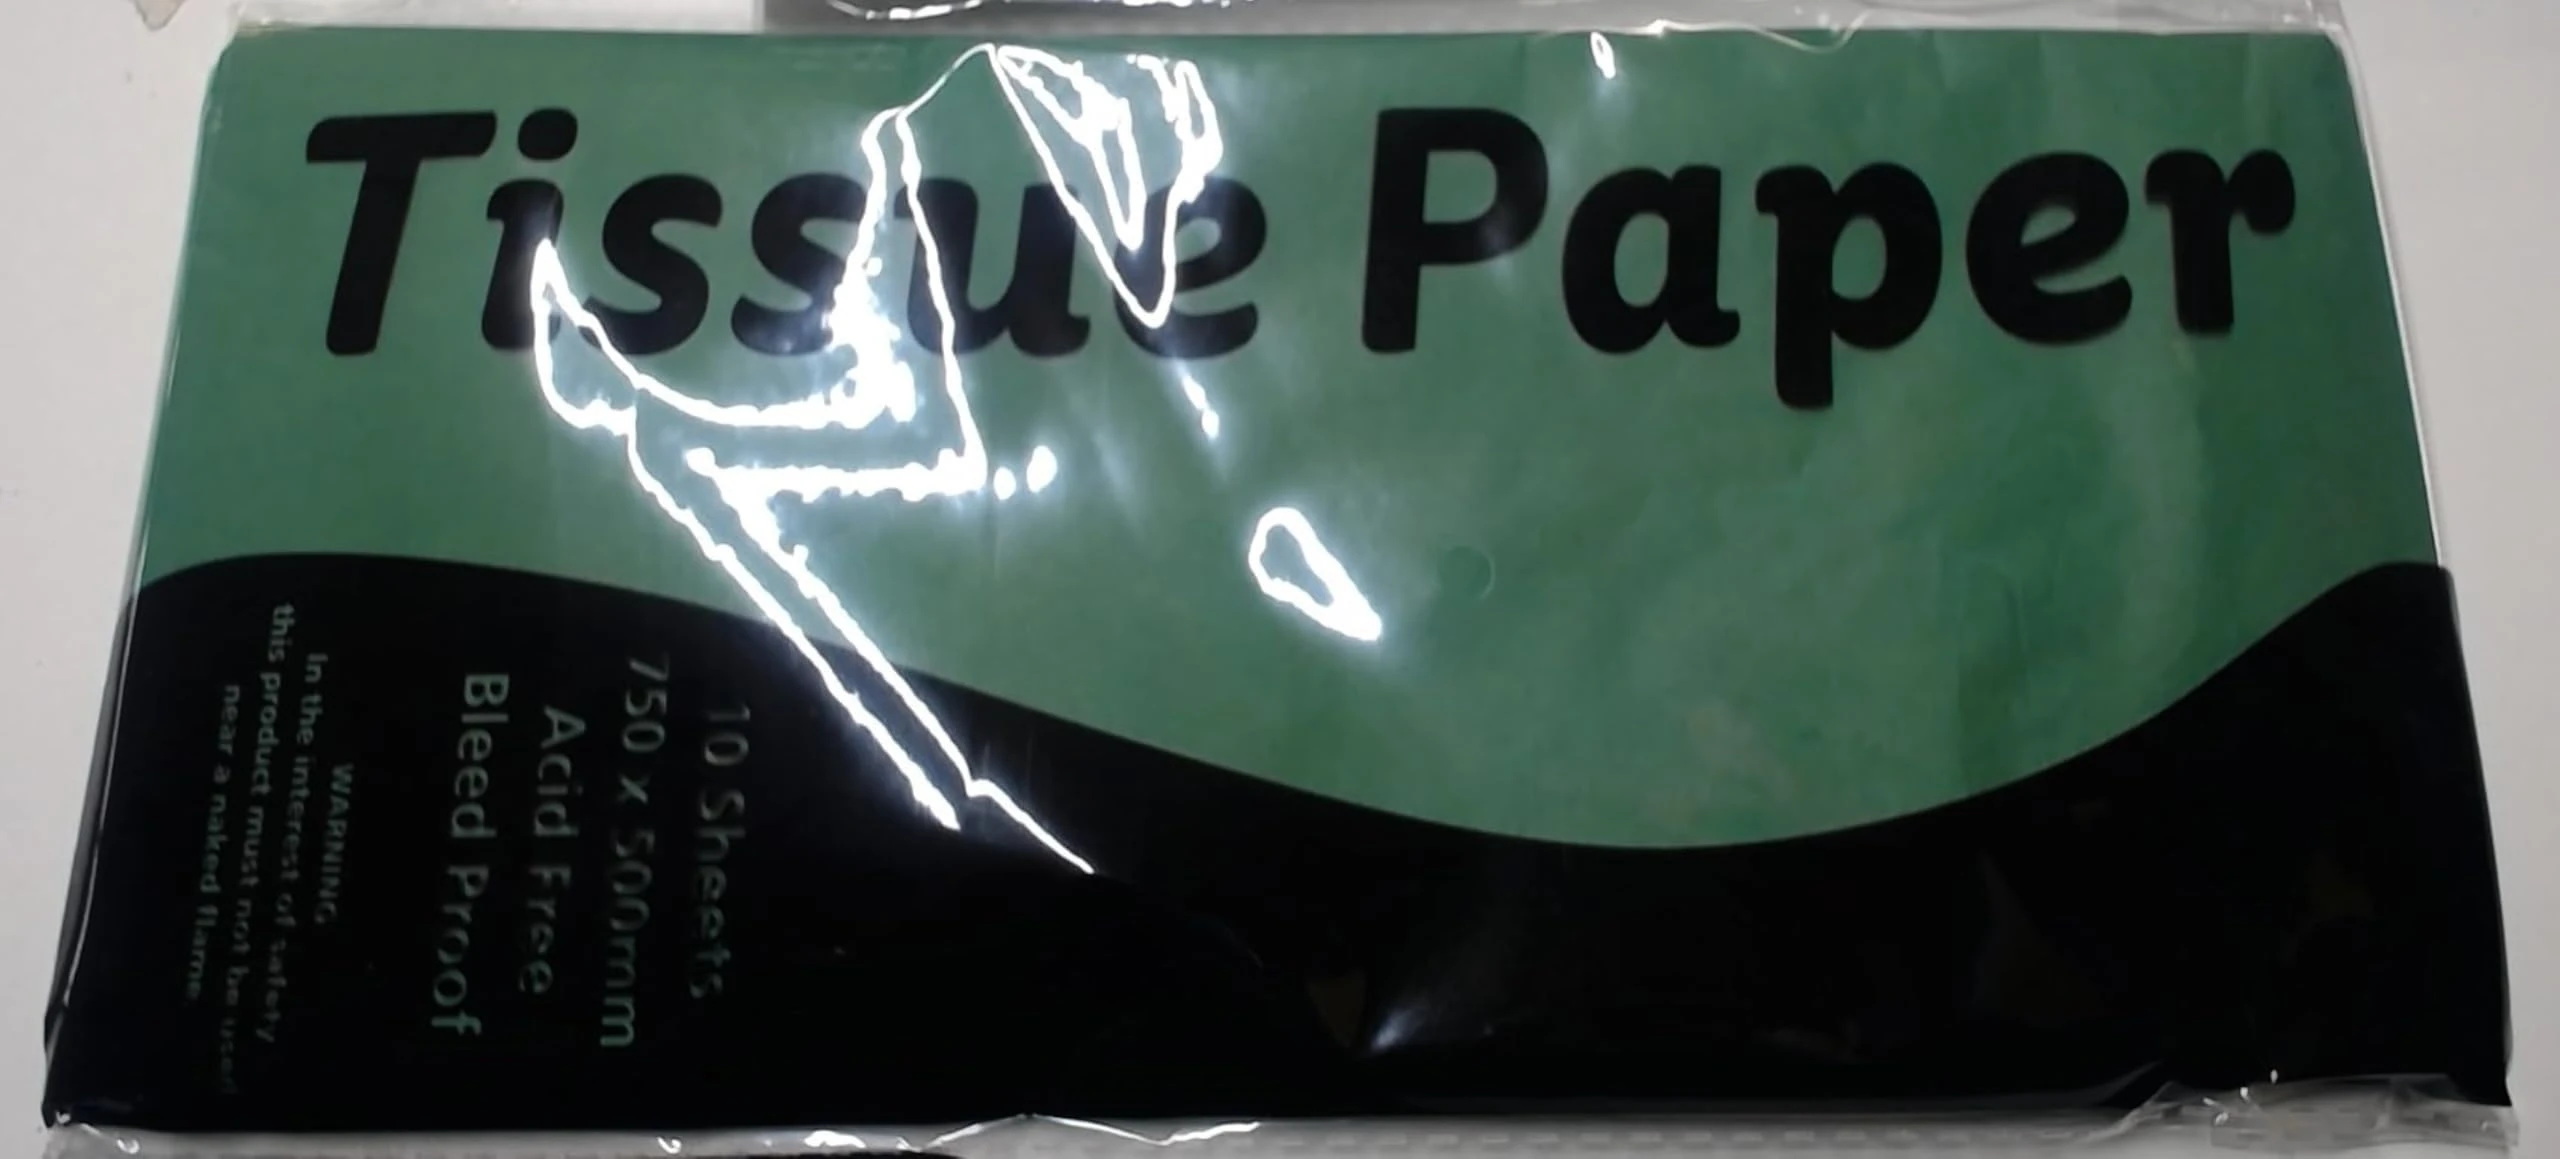 Tissue Paper
10 Sheets
750 x 500mm
Acid Free
Bleed Proof
WARNING
In the interest of safety
this product must not be used
near a naked flame.